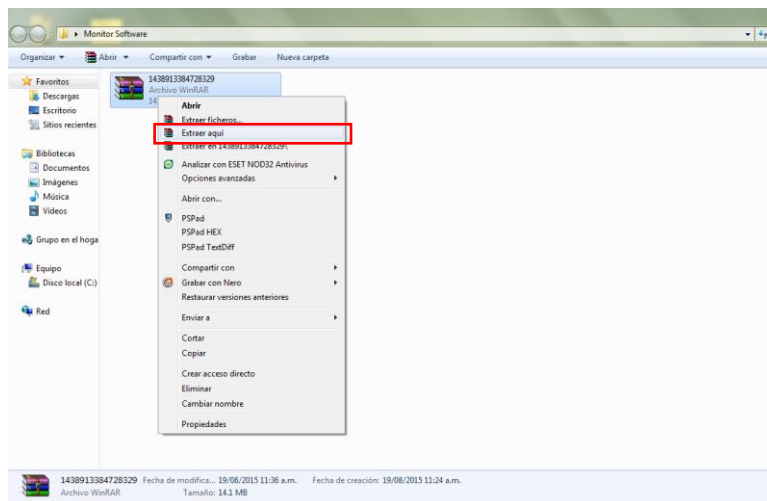 Monitor Software
Organizar Abrir Compartir con Grabar Nueva carpeta
Favoritos
Descargas
Escritorio
Sitios recientes
Bibliotecas
Documentos
Imágenes
Música
Vídeos
Grupo en el hoga
Equipo
Disco local (C:)
Red
1438913384728329
Archivo WinRAR
14
Abrir
Extraer ficheros...
Extraer aquí
Extraer en 1438913384728329\
Analizar con ESET NOD32 Antivirus
Opciones avanzadas
Abrir con...
PSPad
PSPad HEX
PSPad TextDiff
Compartir con
Grabar con Nero
Restaurar versiones anteriores
Enviar a
Cortar
Copiar
Crear acceso directo
Eliminar
Cambiar nombre
Propiedades
1438913384728329 Fecha de modifica... 19/08/2015 11:36 a.m. Fecha de creación: 19/08/2015 11:24 a.m.
Archivo WinRAR Tamaño: 14.1 MB